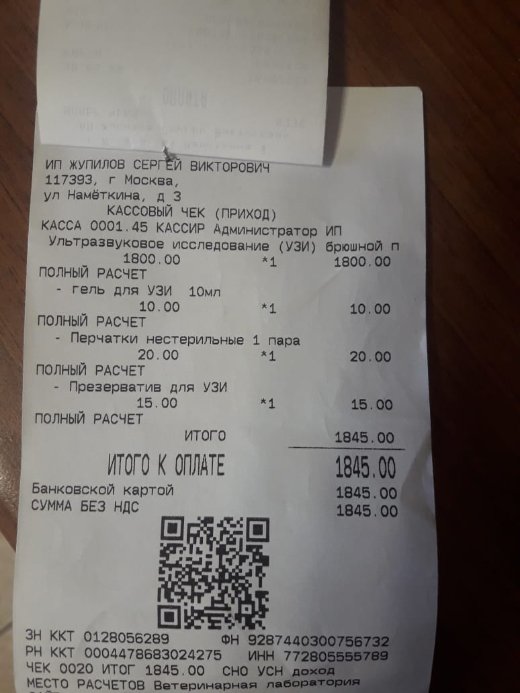 ИП ЖУПИЛОВ СЕРГЕЙ ВИКТОРОВИЧ
117393, г Москва,
ул Намёткина, д 3
КАССОВЫЙ ЧЕК (ПРИХОД)
КАССА 0001.45 КАССИР Администратор ИП
Ультразвуковое исследование (УЗИ) брюшной п
1800.00 *1 1800.00
ПОЛНЫЙ РАСЧЕТ
- гель для УЗИ 10мл
10.00 *1 10.00
ПОЛНЫЙ РАСЧЕТ
- Перчатки нестерильные 1 пара
20.00 *1 20.00
ПОЛНЫЙ РАСЧЕТ
- Презерватив для УЗИ
15.00 *1 15.00
ПОЛНЫЙ РАСЧЕТ
ИТОГО 1845.00
ИТОГО К ОПЛАТЕ 1845.00
Банковской картой 1845.00
СУММА БЕЗ НДС 1845.00
ЗН ККТ 0128056289 ФН 9287440300756732
РН ККТ 0004478683024275 ИНН 772805555789
ЧЕК 0020 ИТОГ 1845.00 СНО УСН доход
МЕСТО РАСЧЕТОВ Ветеринарная лаборатория